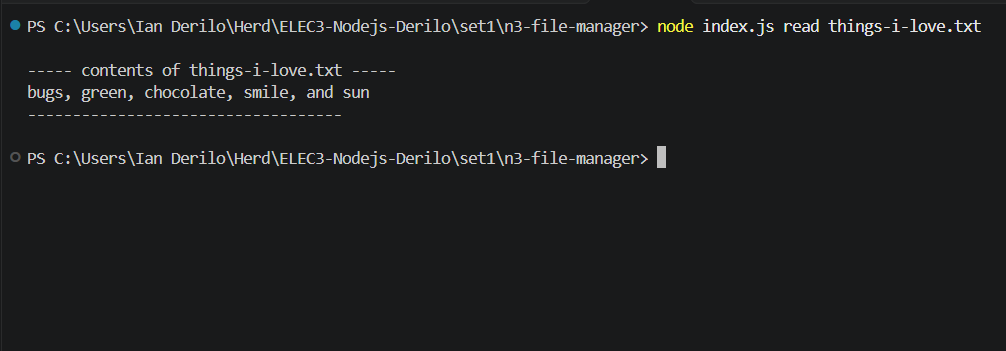 PS C:\Users\Ian Derilo\Herd\ELEC3-Nodejs-Derilo\set1\n3-file-manager> node index.js read things-i-love.txt
----- contents of things-i-love.txt -----
bugs, green, chocolate, smile, and sun
-----------------------------------
PS C:\Users\Ian Derilo\Herd\ELEC3-Nodejs-Derilo\set1\n3-file-manager>